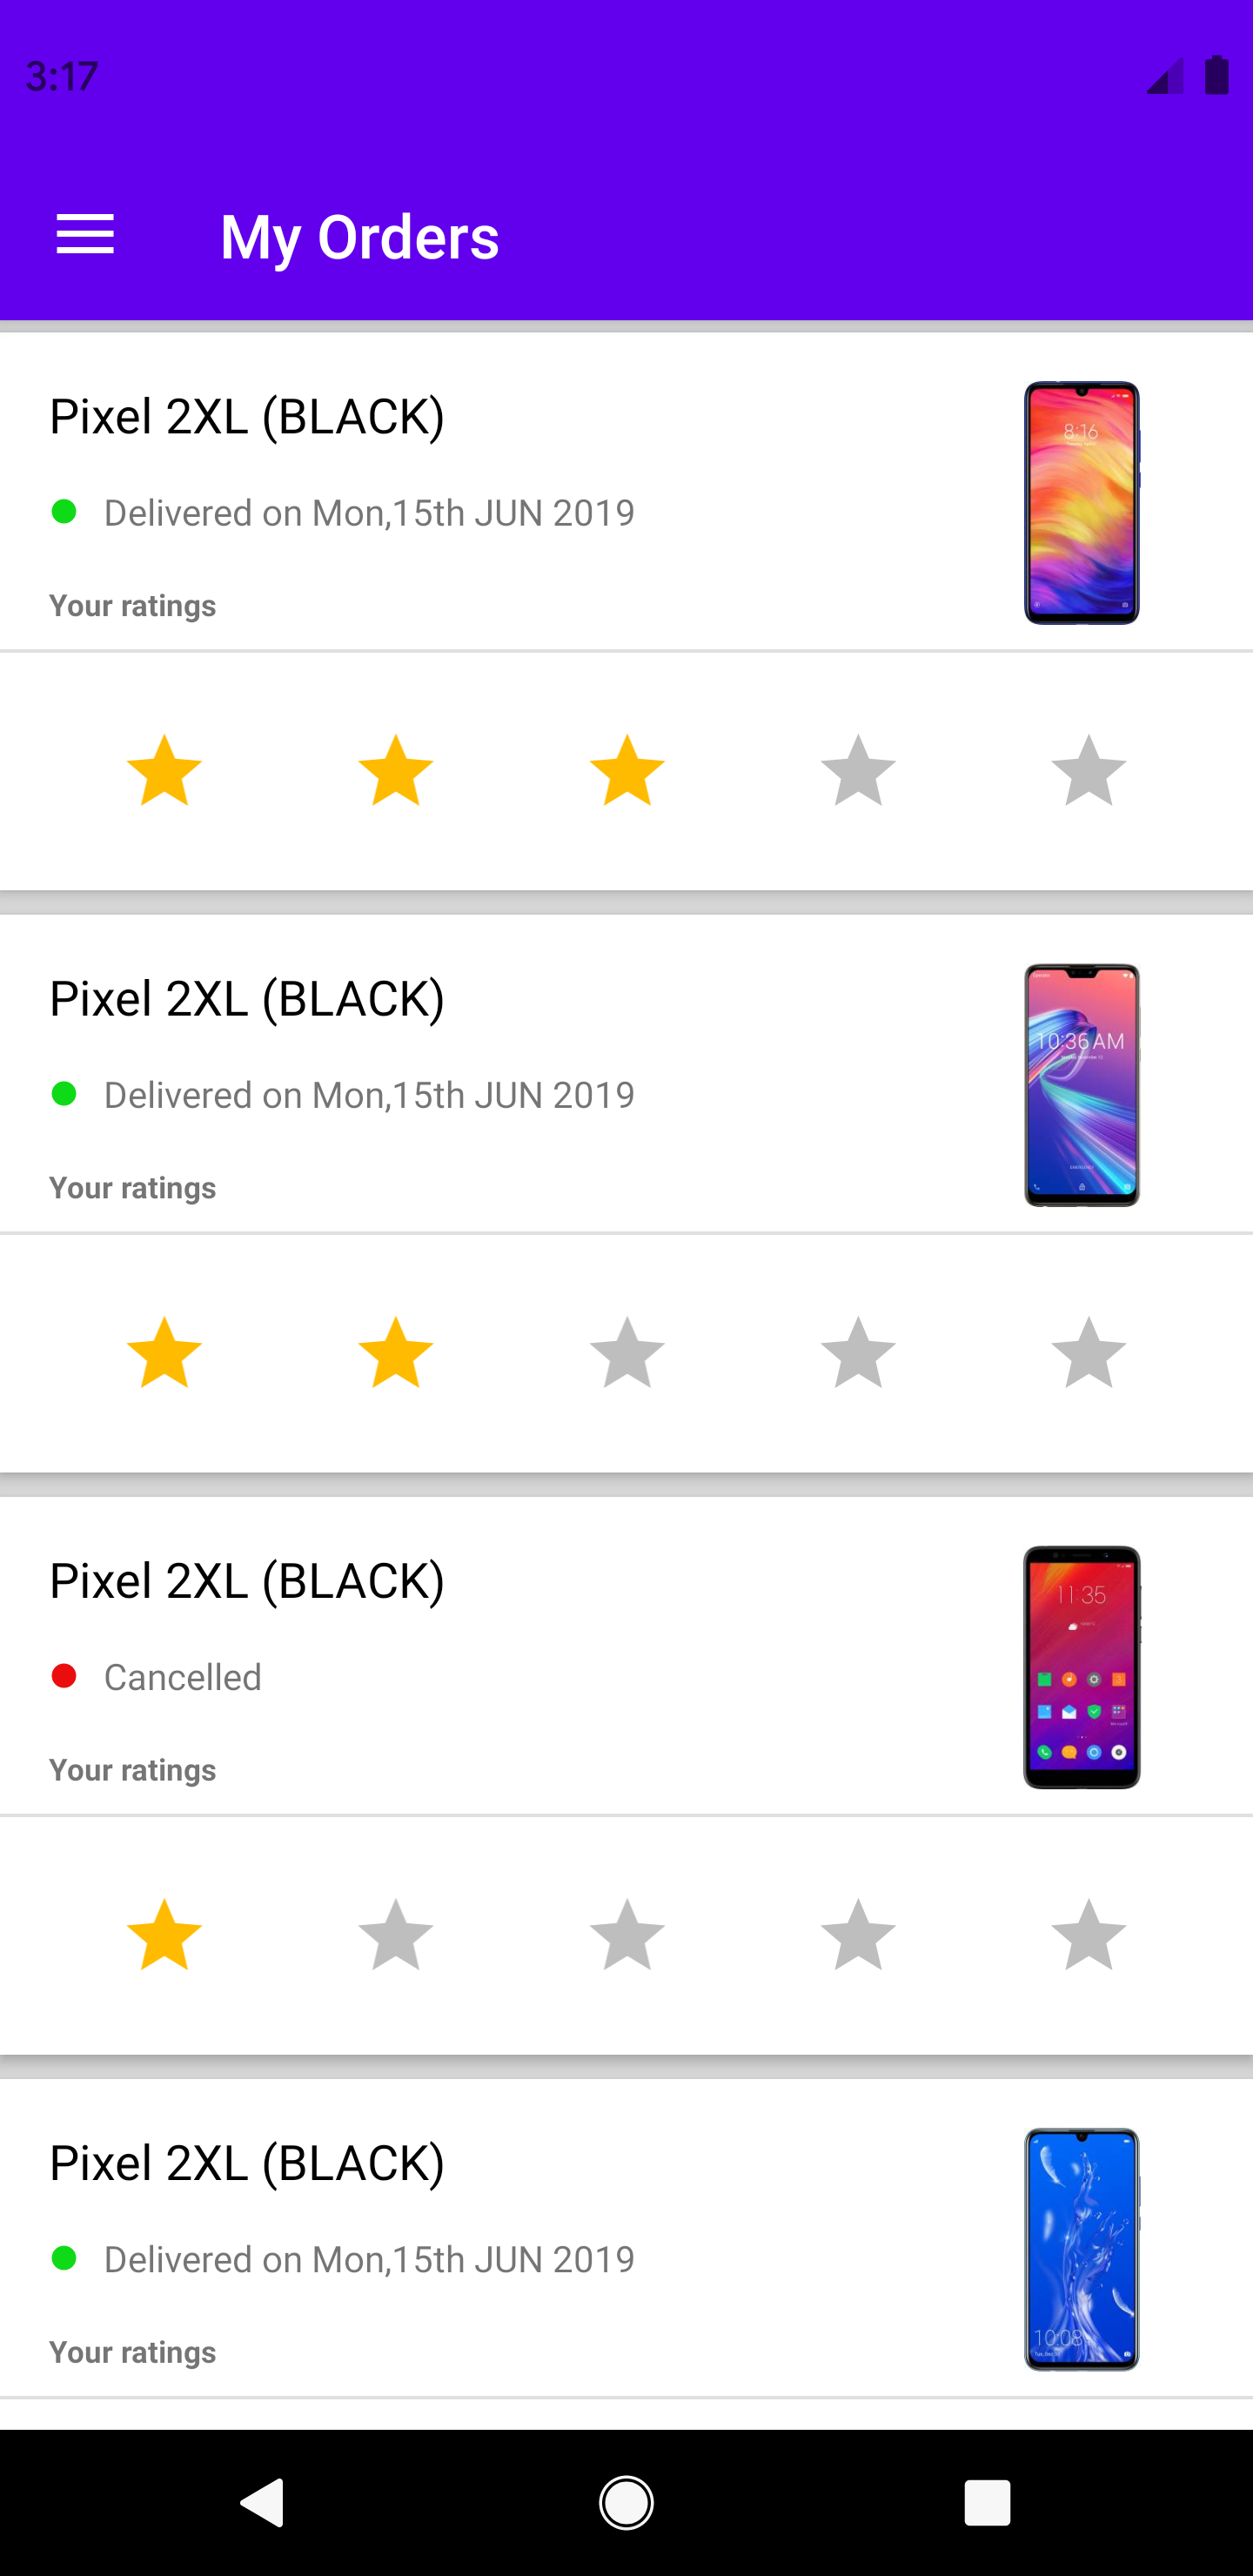 3:17
My Orders
Pixel 2XL (BLACK)
8:16
Delivered on Mon,15th JUN 2019
Your ratings
Pixel 2XL (BLACK)
10:36 AM
Delivered on Mon,15th JUN 2019
Your ratings
Pixel 2XL (BLACK)
11:35
Cancelled
Your ratings
Pixel 2XL (BLACK)
Delivered on Mon,15th JUN 2019
10:08
Your ratings